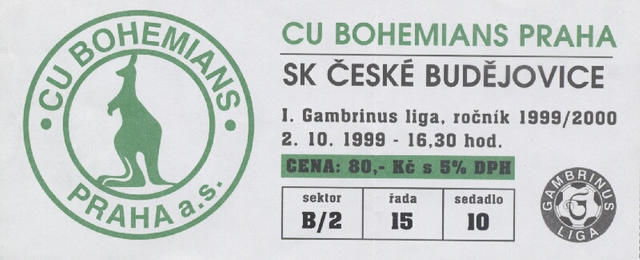 CU BOHEMIANS
PRAHA a.s.
CU BOHEMIANS PRAHA
SK ČESKÉ BUDĚJOVICE
I. Gambrinus liga, ročník 1999/2000
2. 10. 1999 - 16,30 hod.
CENA: 80,- Kč s 5% DPH
sektor řada sedadlo
B/2 15 10
GAMBRINUS
LIGA